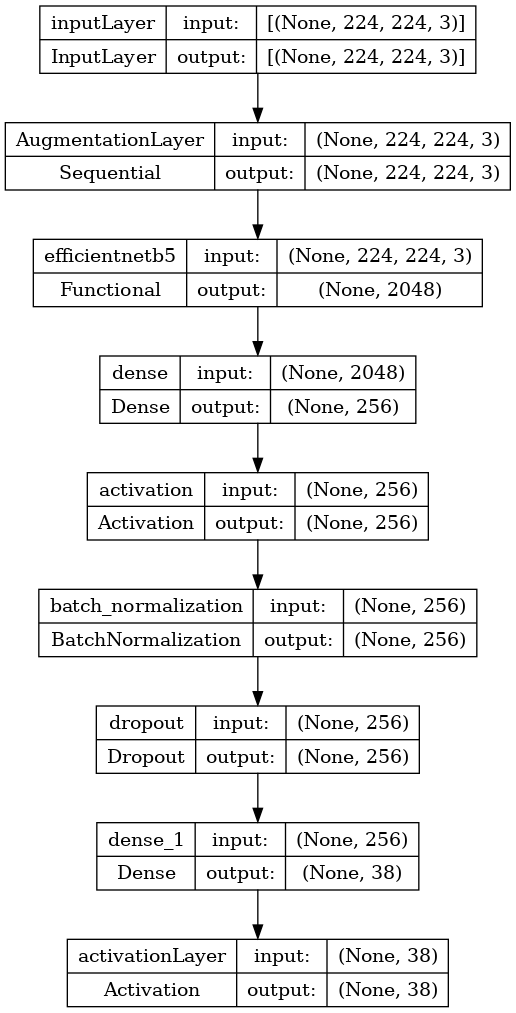 inputLayer input: [(None, 224, 224, 3)]
InputLayer output: [(None, 224, 224, 3)]
AugmentationLayer input: (None, 224, 224, 3)
Sequential output: (None, 224, 224, 3)
efficientnetb5 input: (None, 224, 224, 3)
Functional output: (None, 2048)
dense input: (None, 2048)
Dense output: (None, 256)
activation input: (None, 256)
Activation output: (None, 256)
batch_normalization input: (None, 256)
BatchNormalization output: (None, 256)
dropout input: (None, 256)
Dropout output: (None, 256)
dense_1 input: (None, 256)
Dense output: (None, 38)
activationLayer input: (None, 38)
Activation output: (None, 38)